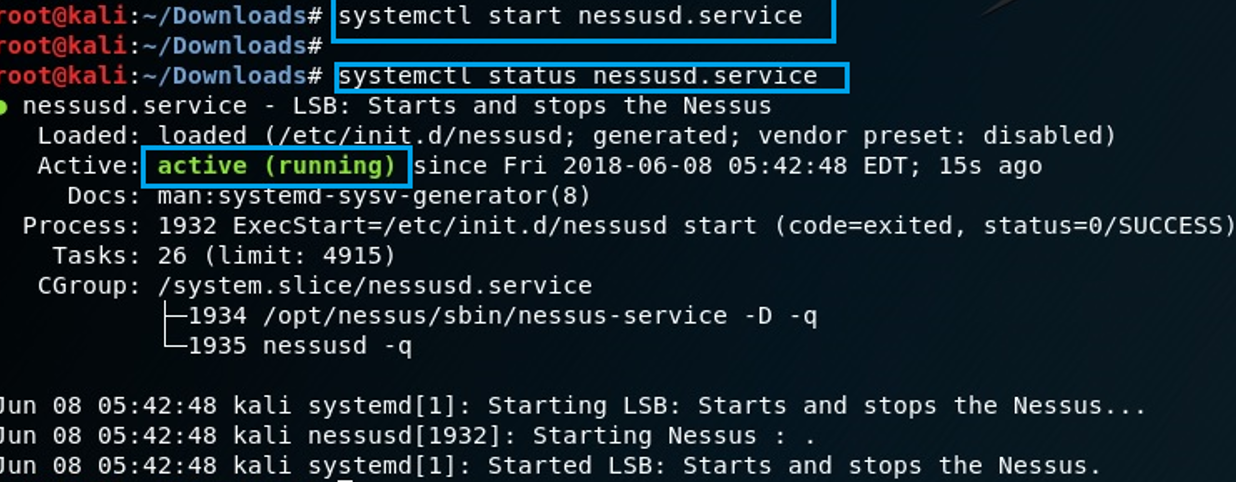 root@kali:~/Downloads# systemctl start nessusd.service
root@kali:~/Downloads#
root@kali:~/Downloads# systemctl status nessusd.service
● nessusd.service - LSB: Starts and stops the Nessus
Loaded: loaded (/etc/init.d/nessusd; generated; vendor preset: disabled)
Active: active (running) since Fri 2018-06-08 05:42:48 EDT; 15s ago
Docs: man:systemd-sysv-generator(8)
Process: 1932 ExecStart=/etc/init.d/nessusd start (code=exited, status=0/SUCCESS)
Tasks: 26 (limit: 4915)
CGroup: /system.slice/nessusd.service
├─1934 /opt/nessus/sbin/nessus-service -D -q
└─1935 nessusd -q
Jun 08 05:42:48 kali systemd[1]: Starting LSB: Starts and stops the Nessus...
Jun 08 05:42:48 kali nessusd[1932]: Starting Nessus : .
Jun 08 05:42:48 kali systemd[1]: Started LSB: Starts and stops the Nessus.